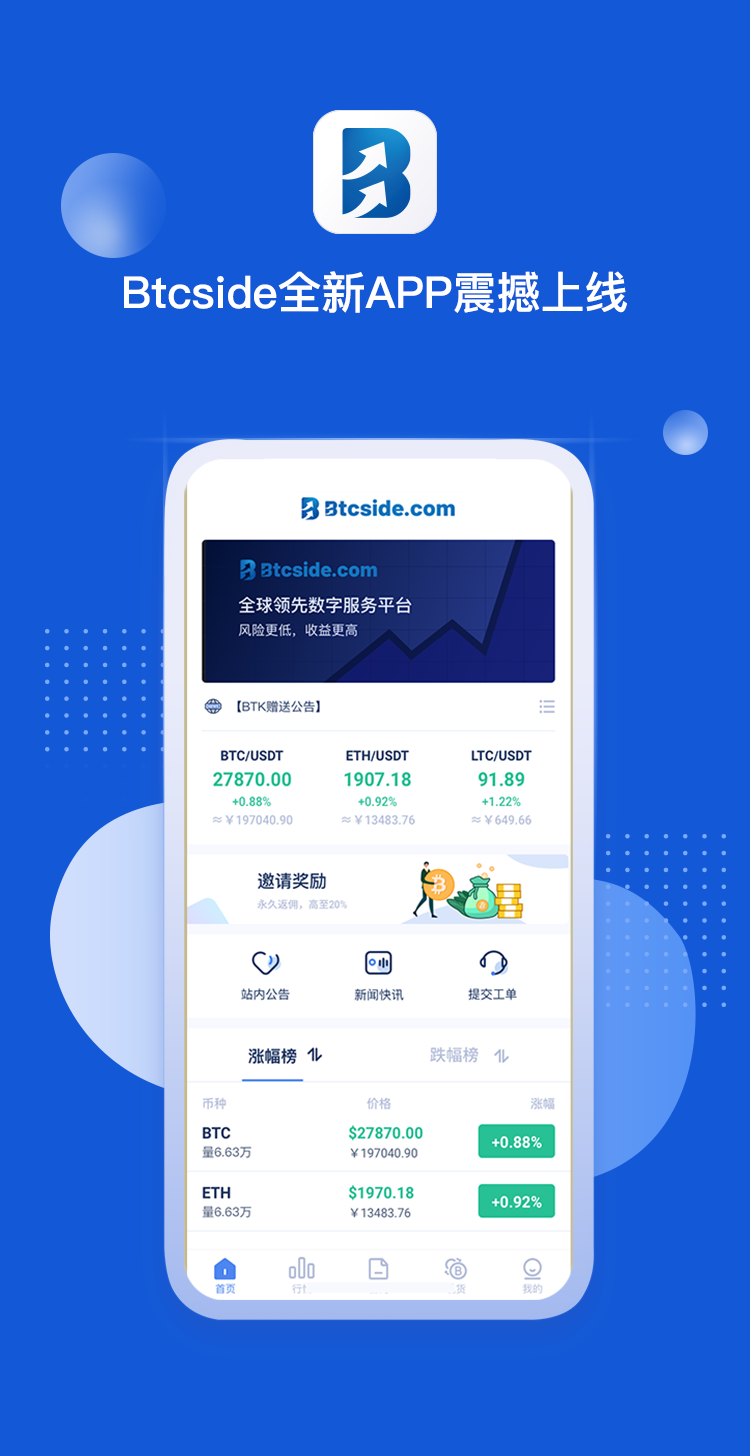 Btcside全新APP震撼上线
Btcside.com
Btcside.com
全球领先数字服务平台
风险更低，收益更高
【BTK赠送公告】
BTC/USDT ETH/USDT LTC/USDT
27870.00 1907.18 91.89
+0.88% +0.92% +1.22%
≈￥197040.90 ≈￥13483.76 ≈￥649.66
邀请奖励
永久返佣，高至20%
站内公告 新闻快讯 提交工单
涨幅榜 跌幅榜
币种 价格 涨幅
BTC $27870.00 +0.88%
量6.63万 ￥197040.90
ETH $1970.18 +0.92%
量6.63万 ￥13483.76
首页 我的